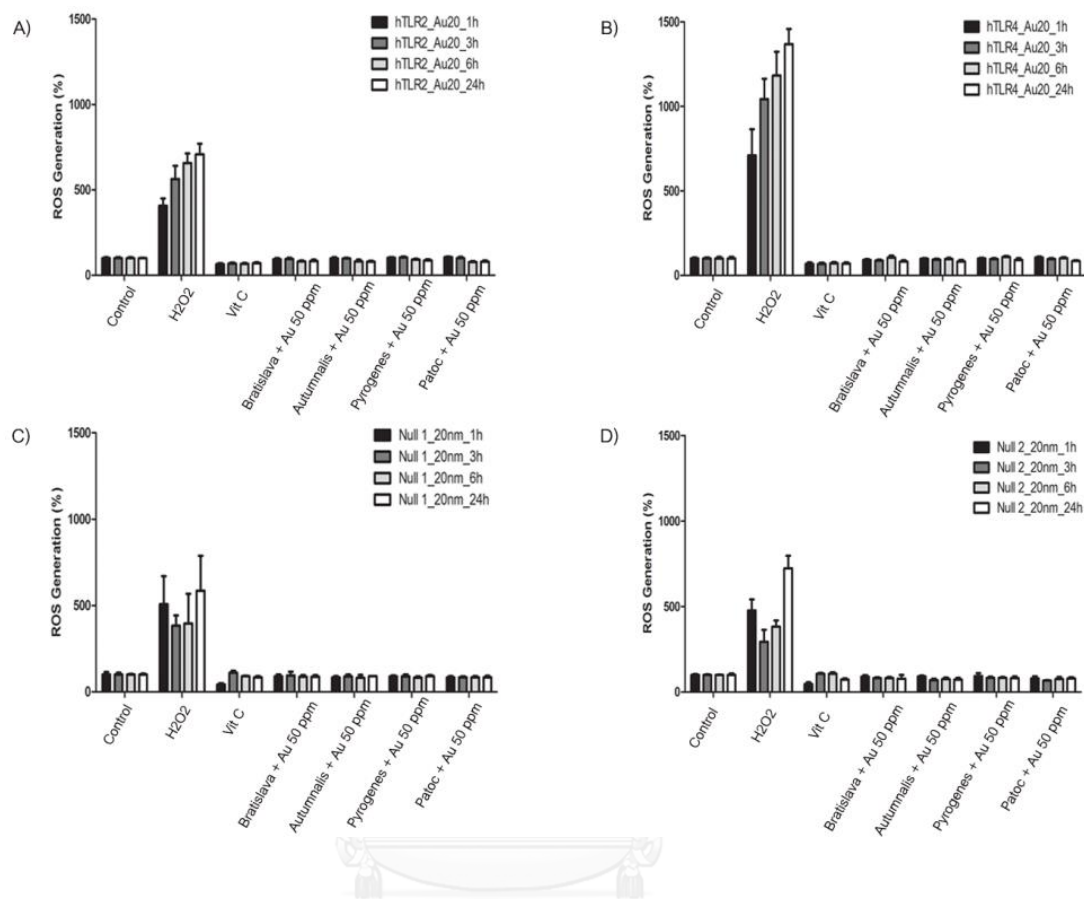 A)
ROS Generation (%)
1500
1000
500
0
hTLR2_Au20_1h
hTLR2_Au20_3h
hTLR2_Au20_6h
hTLR2_Au20_24h
Control
H2O2
Vit C
Bratislava + Au 50 ppm
Autumnalis + Au 50 ppm
Pyrogenes + Au 50 ppm
Patoc + Au 50 ppm
B)
ROS Generation (%)
1500
1000
500
0
hTLR4_Au20_1h
hTLR4_Au20_3h
hTLR4_Au20_6h
hTLR4_Au20_24h
Control
H2O2
Vit C
Bratislava + Au 50 ppm
Autumnalis + Au 50 ppm
Pyrogenes + Au 50 ppm
Patoc + Au 50 ppm
C)
ROS Generation (%)
1500
1000
500
0
Null 1_20nm_1h
Null 1_20nm_3h
Null 1_20nm_6h
Null 1_20nm_24h
Control
H2O2
Vit C
Bratislava + Au 50 ppm
Autumnalis + Au 50 ppm
Pyrogenes + Au 50 ppm
Patoc + Au 50 ppm
D)
ROS Generation (%)
1500
1000
500
0
Null 2_20nm_1h
Null 2_20nm_3h
Null 2_20nm_6h
Null 2_20nm_24h
Control
H2O2
Vit C
Bratislava + Au 50 ppm
Autumnalis + Au 50 ppm
Pyrogenes + Au 50 ppm
Patoc + Au 50 ppm